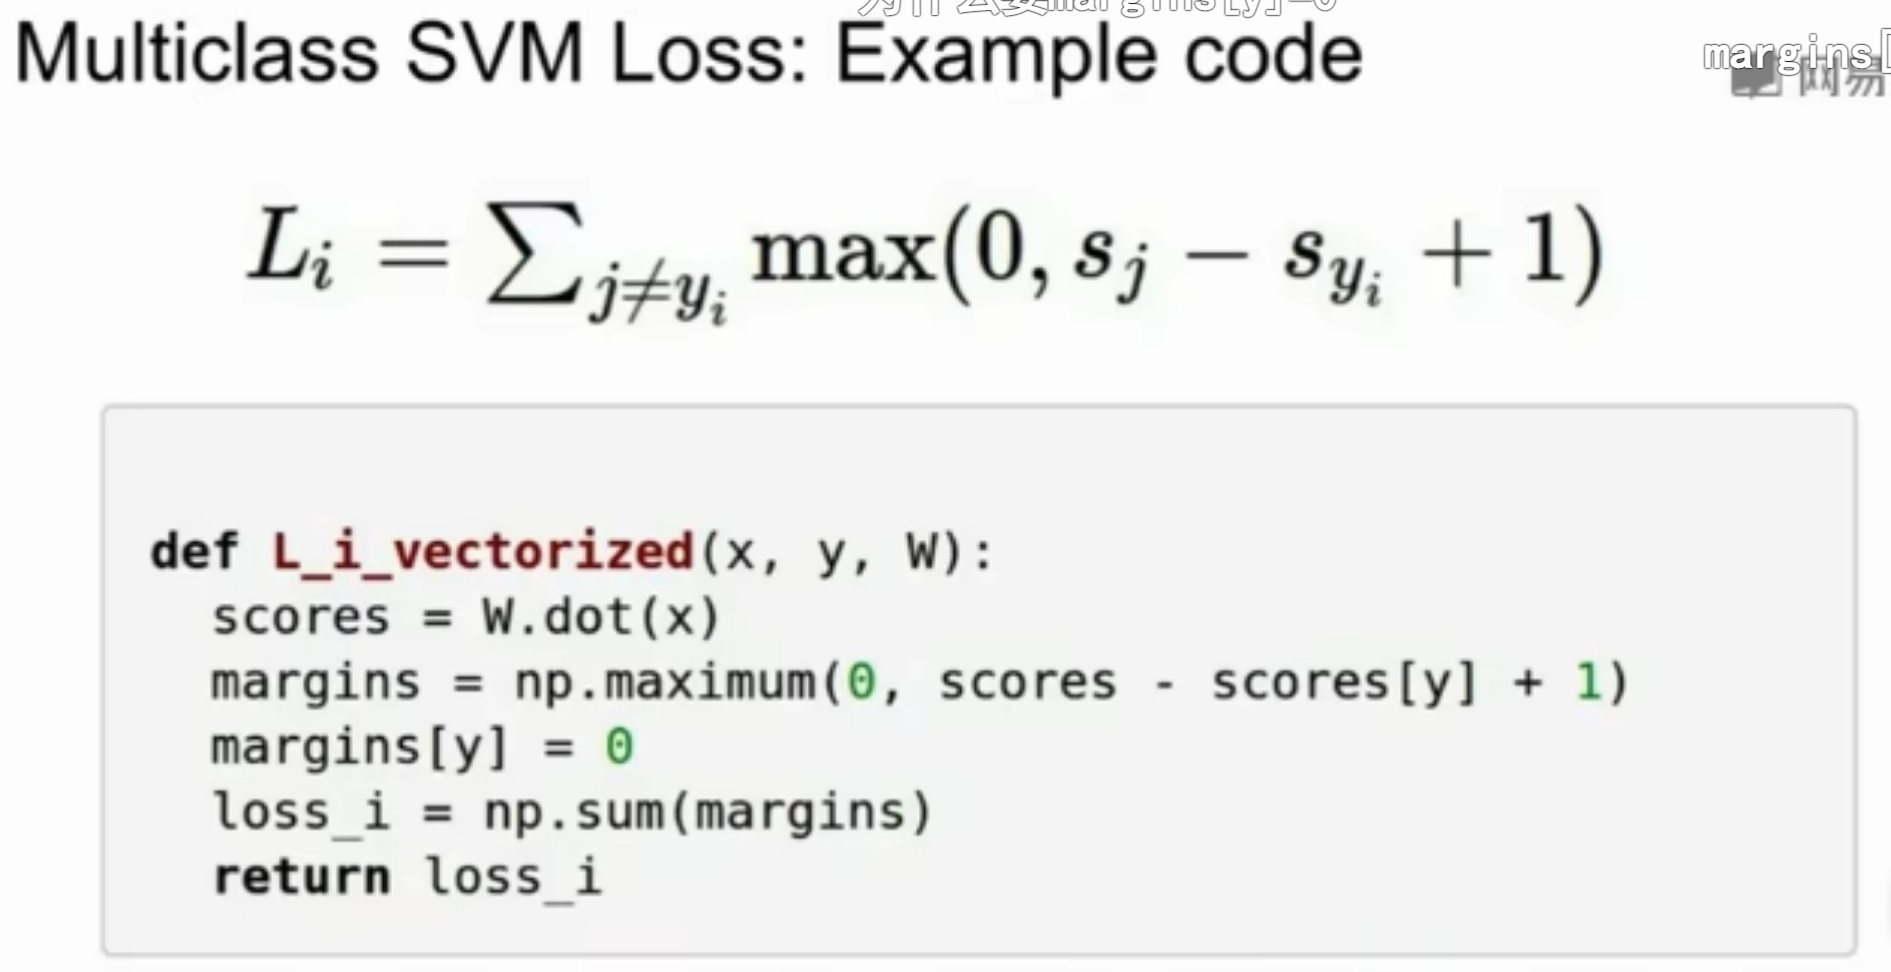 为什么要margins[y]=0
Multiclass SVM Loss: Example code
margins[
网易
L_i = ∑_{j≠y_i} max(0, s_j − s_{y_i} + 1)
def L_i_vectorized(x, y, W):
scores = W.dot(x)
margins = np.maximum(0, scores - scores[y] + 1)
margins[y] = 0
loss_i = np.sum(margins)
return loss_i